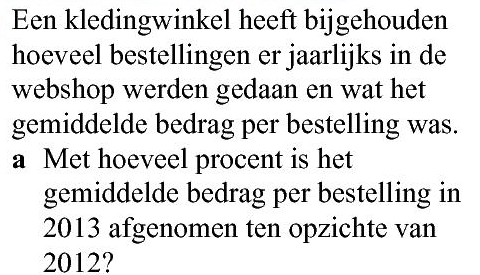 Een kledingwinkel heeft bijgehouden
hoeveel bestellingen er jaarlijks in de
webshop werden gedaan en wat het
gemiddelde bedrag per bestelling was.
a Met hoeveel procent is het
gemiddelde bedrag per bestelling in
2013 afgenomen ten opzichte van
2012?